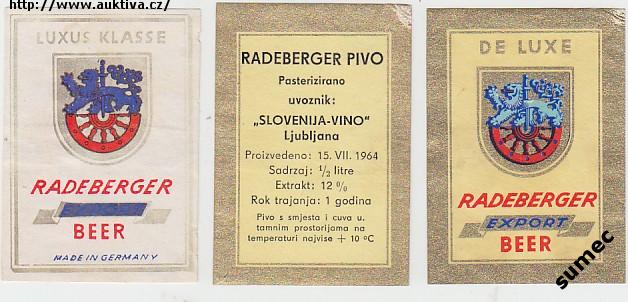 http://www.auktiva.cz/
LUXUS KLASSE
RADEBERGER
BEER
MADE IN GERMANY
RADEBERGER PIVO
Pasterizirano
uvoznik:
„SLOVENIJA-VINO"
Ljubljana
Proizvedeno: 15. VII. 1964
Sadrzaj: 1/2 litre
Extrakt: 12 %
Rok trajanja: 1 godina
Pivo s smjesta i cuva u.
tamnim prostorijama na
temperaturi najvise + 10 °C
DE LUXE
RADEBERGER
EXPORT
BEER
sumec